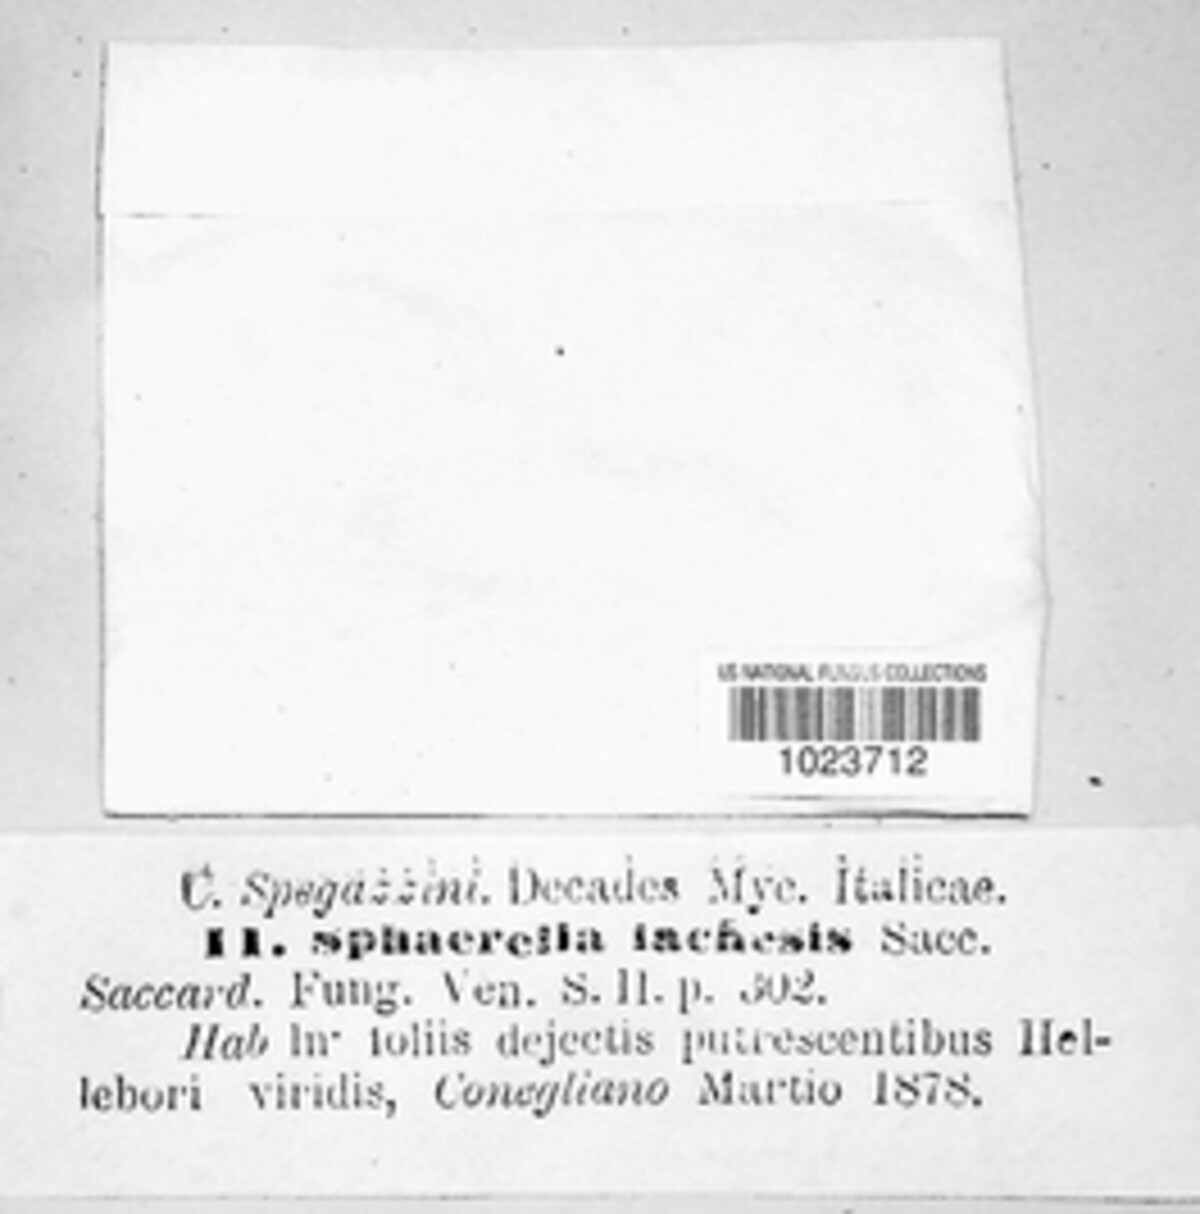 US NATIONAL FUNGUS COLLECTIONS
1023712
C. Spegazzini. Decades Myc. Italicae.
11. Sphaerella iachesis Sacc.
Saccard. Fung. Ven. S. II. p. 302.
Hab In foliis dejectis putrescentibus Hel-
lebori viridis, Conegliano Martio 1878.